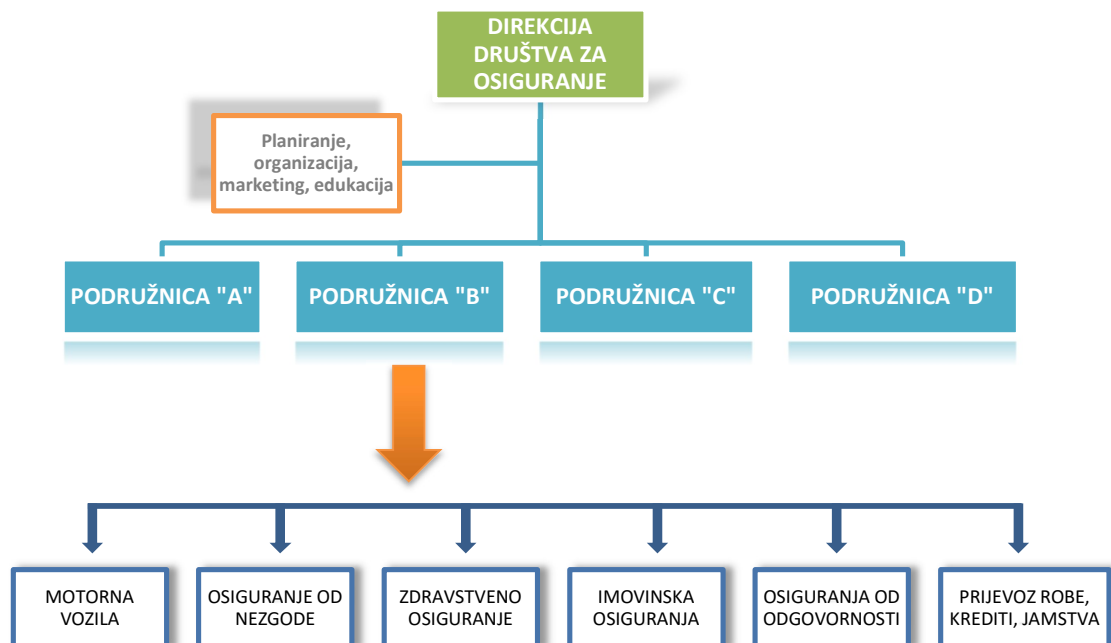 DIREKCIJA
DRUŠTVA ZA
OSIGURANJE
Planiranje,
organizacija,
marketing, edukacija
PODRUŽNICA "A"
PODRUŽNICA "B"
PODRUŽNICA "C"
PODRUŽNICA "D"
MOTORNA
VOZILA
OSIGURANJE OD
NEZGODE
ZDRAVSTVENO
OSIGURANJE
IMOVINSKA
OSIGURANJA
OSIGURANJA OD
ODGOVORNOSTI
PRIJEVOZ ROBE,
KREDITI, JAMSTVA